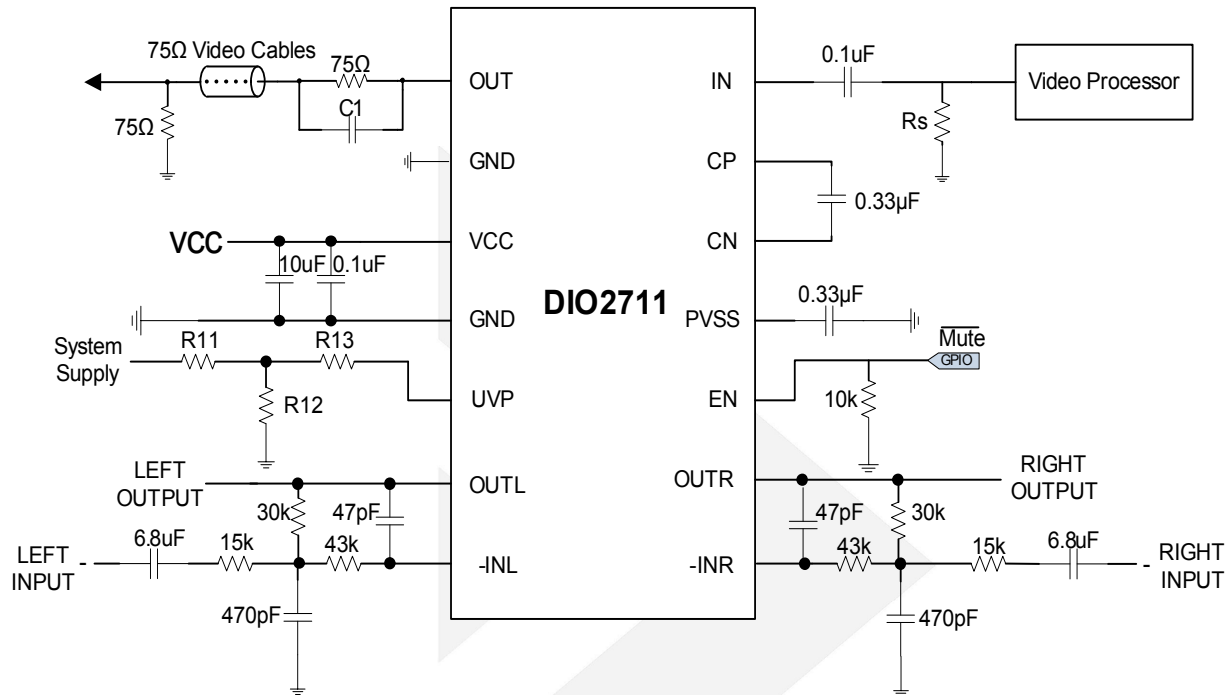 75Ω Video Cables
75Ω
C1
75Ω
OUT
GND
VCC
VCC
10uF
0.1uF
GND
System
Supply
R11
R13
R12
UVP
LEFT
OUTPUT
OUTL
30k
47pF
6.8uF
LEFT
INPUT
-
15k
43k
-INL
470pF
DIO2711
IN
0.1uF
Video Processor
Rs
CP
0.33µF
CN
PVSS
0.33µF
Mute
GPIO
EN
10k
OUTR
RIGHT
OUTPUT
47pF
30k
-INR
43k
15k
6.8uF
-
RIGHT
INPUT
470pF